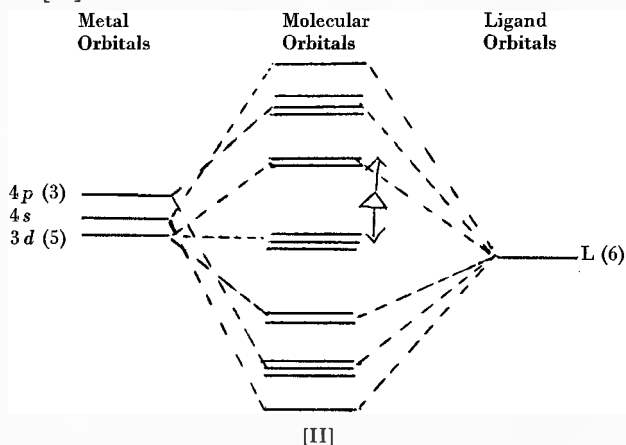 Metal
Orbitals
Molecular
Orbitals
Ligand
Orbitals
4p (3)
4s
3d (5)
L (6)
[II]